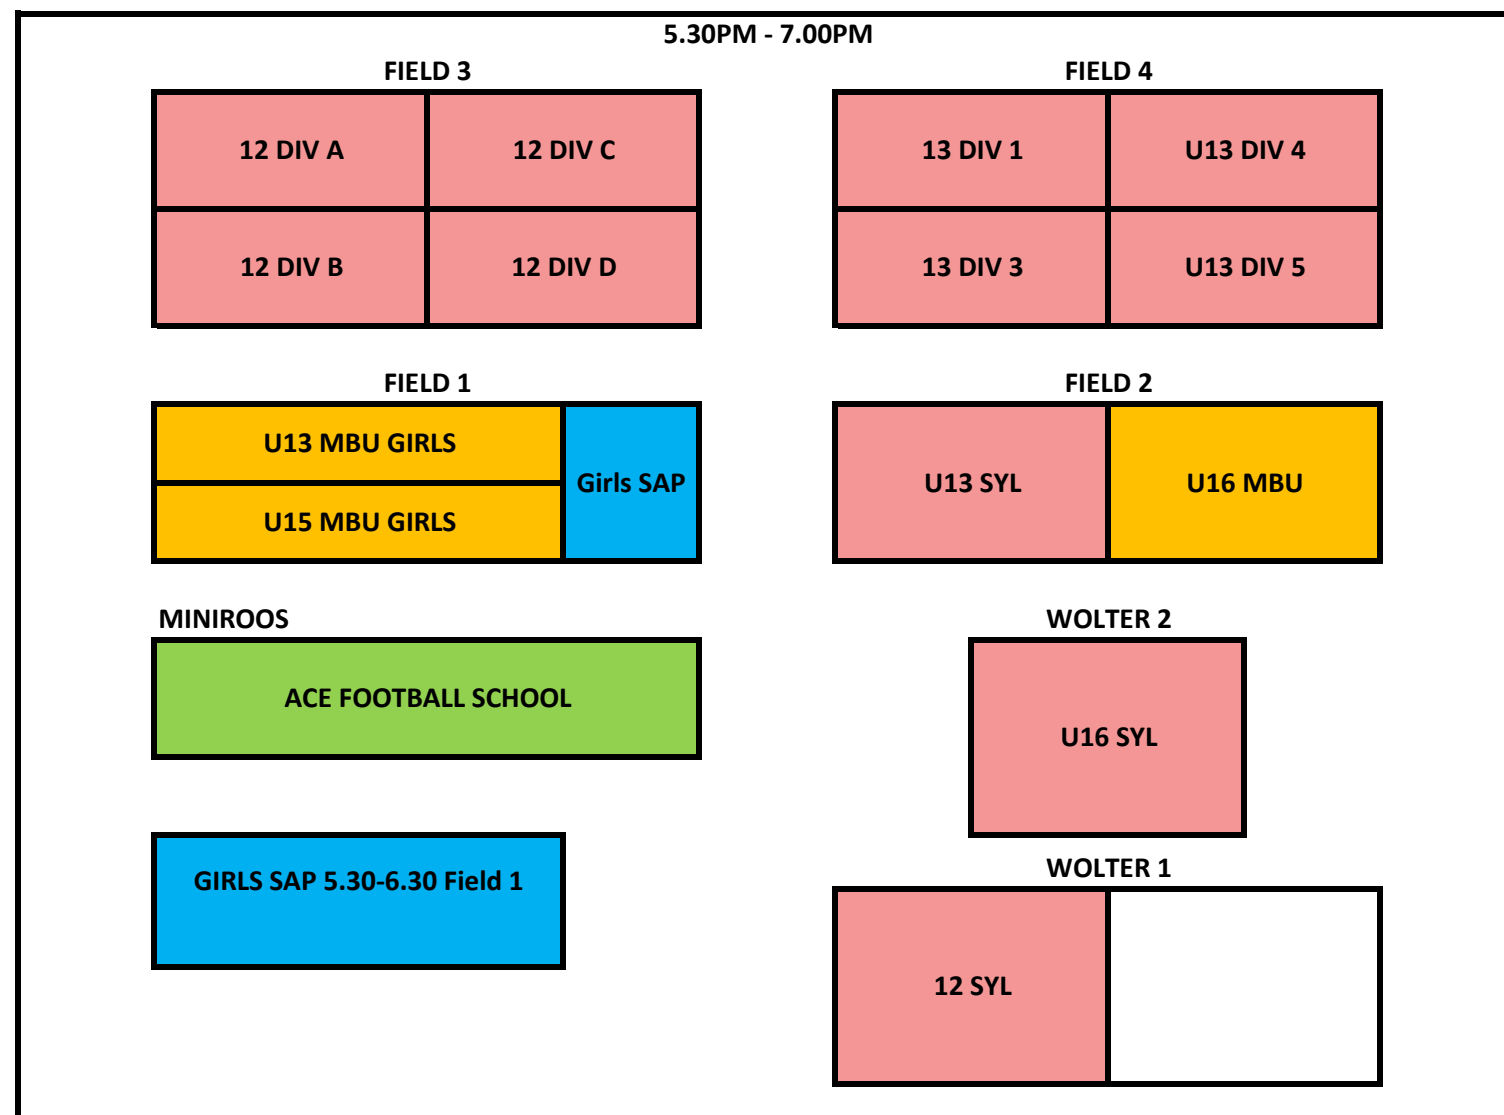 5.30PM - 7.00PM
FIELD 3
FIELD 4
12 DIV A
12 DIV C
13 DIV 1
U13 DIV 4
12 DIV B
12 DIV D
13 DIV 3
U13 DIV 5
FIELD 1
FIELD 2
U13 MBU GIRLS
U15 MBU GIRLS
Girls SAP
U13 SYL
U16 MBU
MINIROOS
WOLTER 2
ACE FOOTBALL SCHOOL
U16 SYL
GIRLS SAP 5.30-6.30 Field 1
WOLTER 1
12 SYL